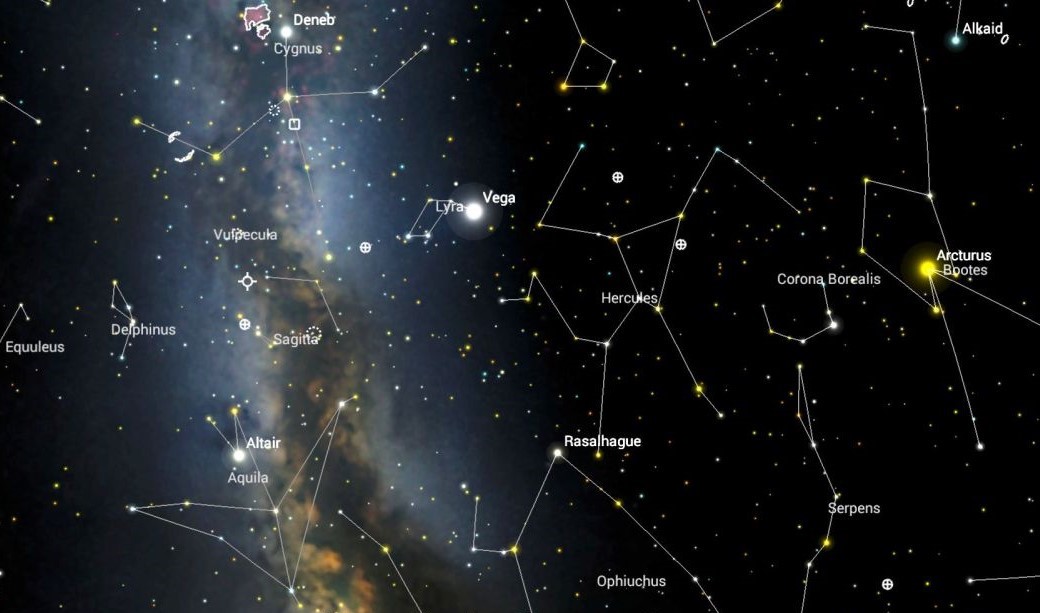 Deneb
Alkaid
Cygnus
Vega
Lyra
Vulpecula
Arcturus
Bootes
Corona Borealis
Hercules
Delphinus
Sagitta
Equuleus
Rasalhague
Altair
Aquila
Serpens
Ophiuchus